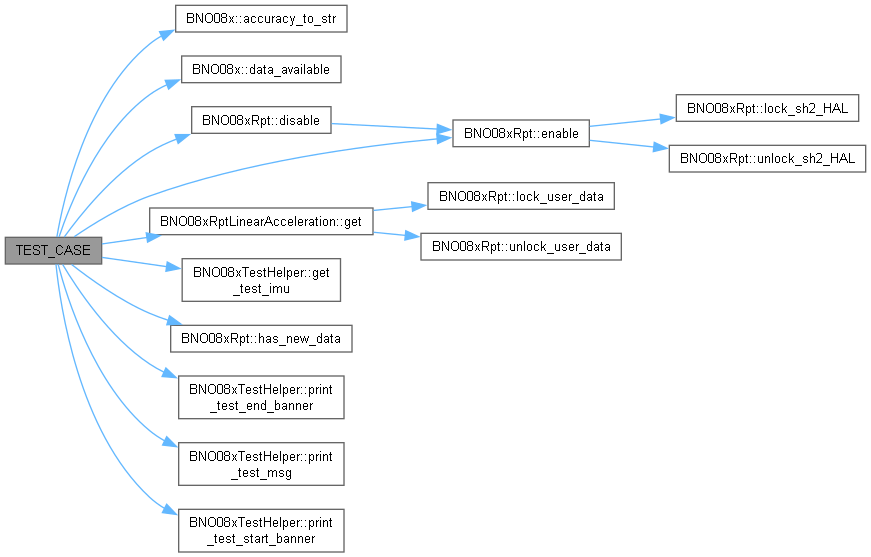 BNO08x::accuracy_to_str
BNO08x::data_available
BNO08xRpt::disable
BNO08xRpt::enable
BNO08xRpt::lock_sh2_HAL
BNO08xRpt::unlock_sh2_HAL
BNO08xRptLinearAcceleration::get
BNO08xRpt::lock_user_data
BNO08xRpt::unlock_user_data
TEST_CASE
BNO08xTestHelper::get
_test_imu
BNO08xRpt::has_new_data
BNO08xTestHelper::print
_test_end_banner
BNO08xTestHelper::print
_test_msg
BNO08xTestHelper::print
_test_start_banner